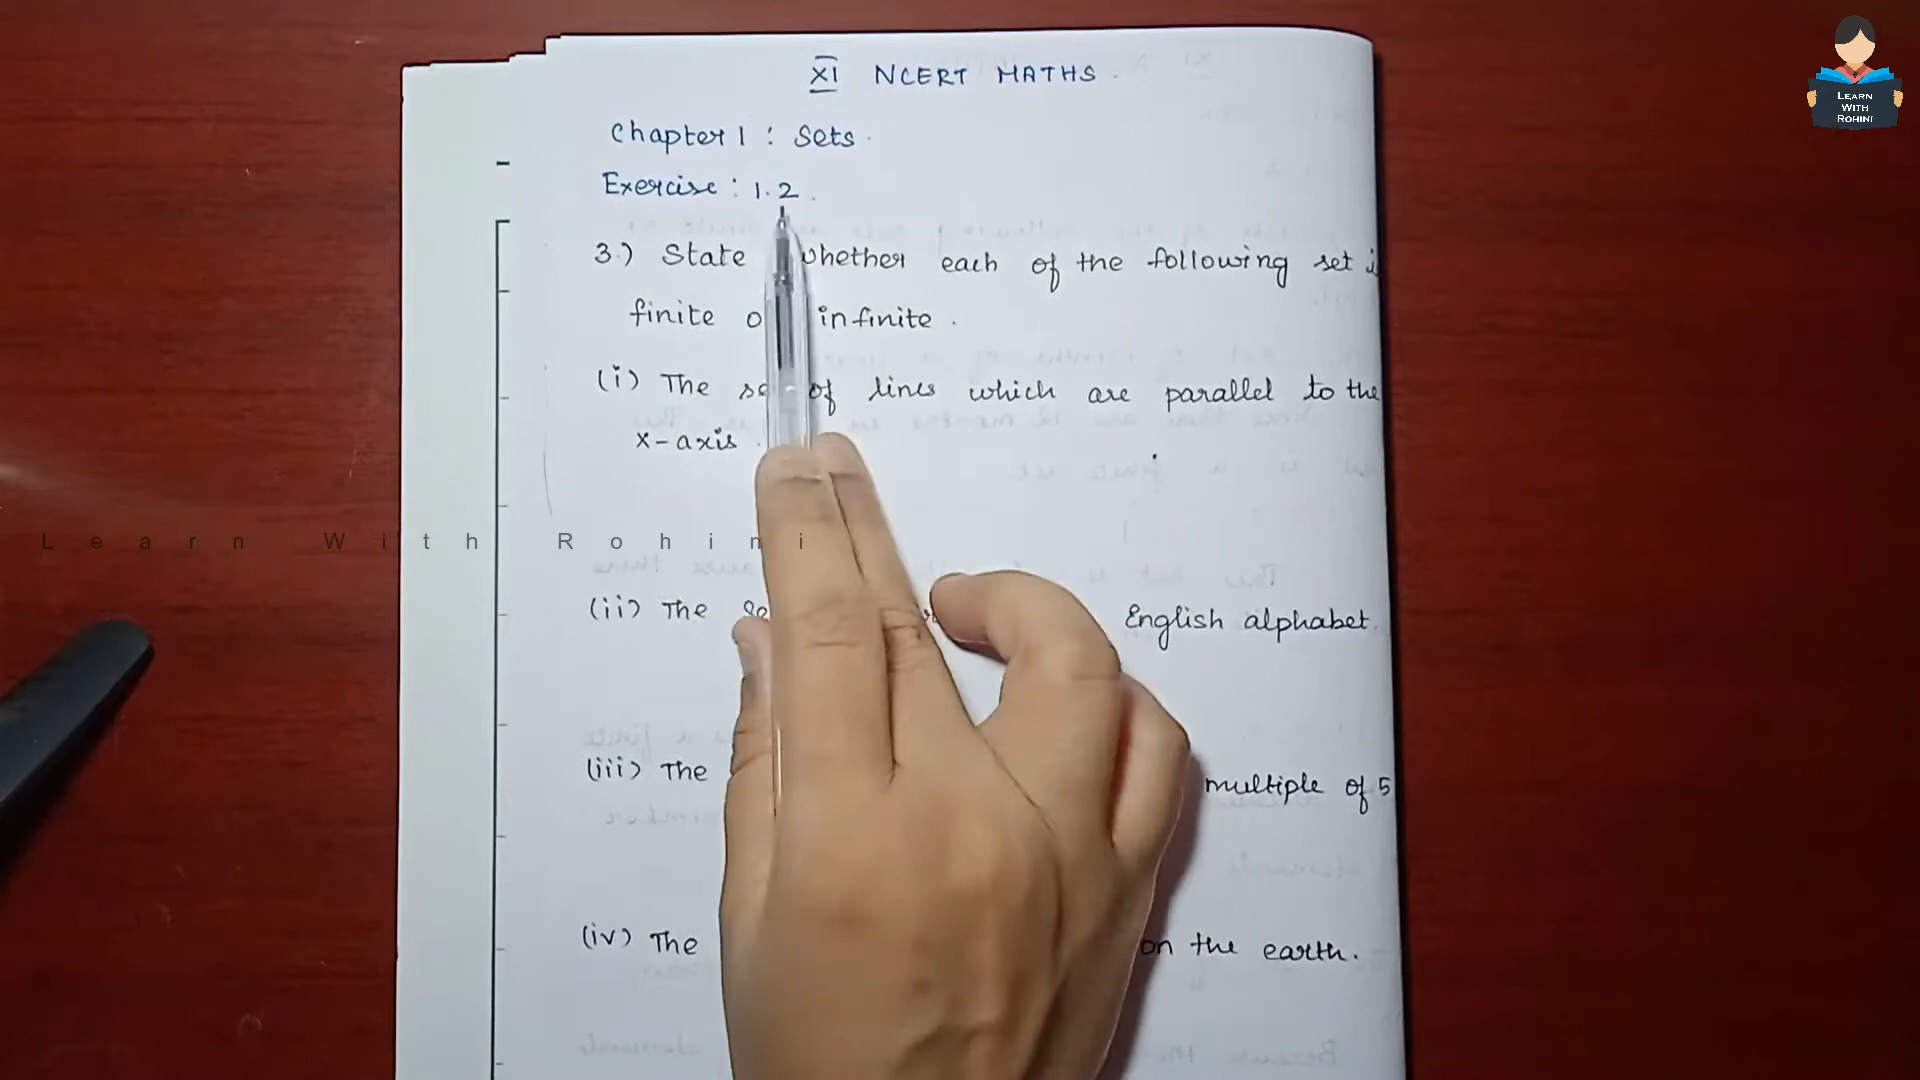 XI NCERT MATHS.
LEARN
WITH
ROHINI
Chapter 1 : Sets.
Exercise : 1.2.
3.) State whether each of the following set
finite infinite.
(i) The of lines which are parallel to the
x-axis
Learn With Rohini
(ii) The English alphabet.
(iii) The multiple of 5
(iv) The on the earth.